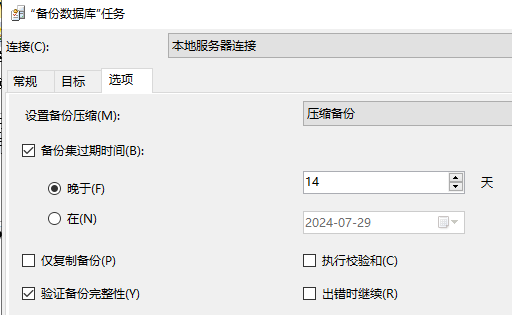 “备份数据库”任务
连接(C): 本地服务器连接
常规 目标 选项
设置备份压缩(M): 压缩备份
备份集过期时间(B):
晚于(F) 14 天
在(N) 2024-07-29
仅复制备份(P) 执行校验和(C)
验证备份完整性(Y) 出错时继续(R)